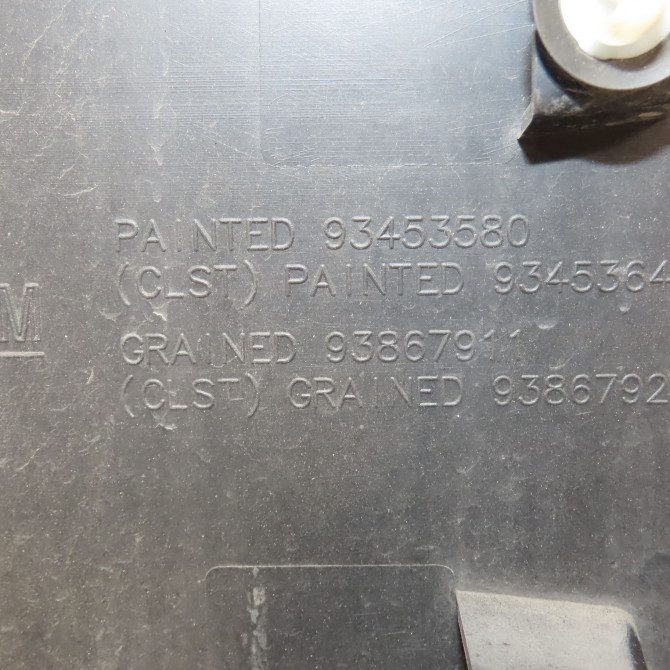 PAINTED 93453580
(CLST) PAINTED 9345364
M
GRAINED 93867911
(CLST) GRAINED 9386792